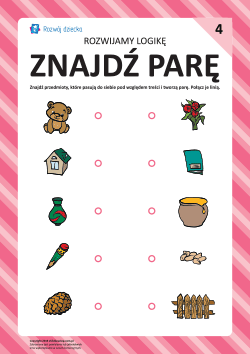 Rozwój dziecka
4
ROZWIJAMY LOGIKĘ
ZNAJDŹ PARĘ
Znajdź przedmioty, które pasują do siebie pod względem treści i tworzą parę. Połącz je linią.